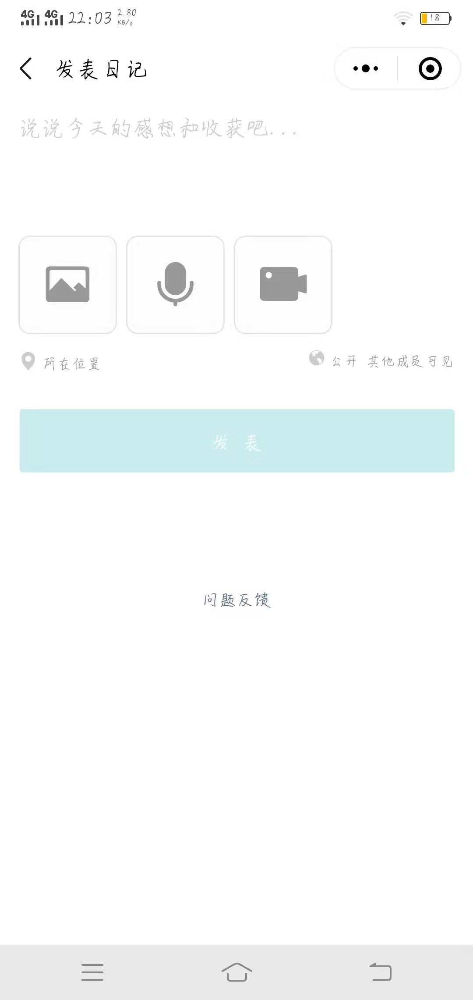 4G 4G 22:03 2.80 KB/s 18
发表日记
说说今天的感想和收获吧...
所在位置 公开 其他成员可见
发 表
问题反馈